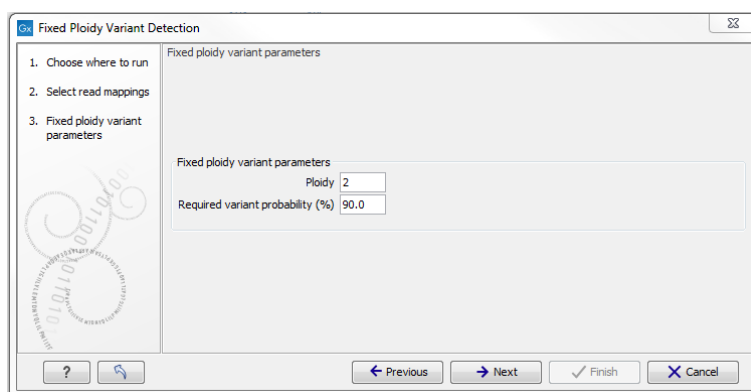 Gx Fixed Ploidy Variant Detection
1. Choose where to run
2. Select read mappings
3. Fixed ploidy variant
parameters
Fixed ploidy variant parameters
Fixed ploidy variant parameters
Ploidy 2
Required variant probability (%) 90.0
? Previous Next Finish Cancel